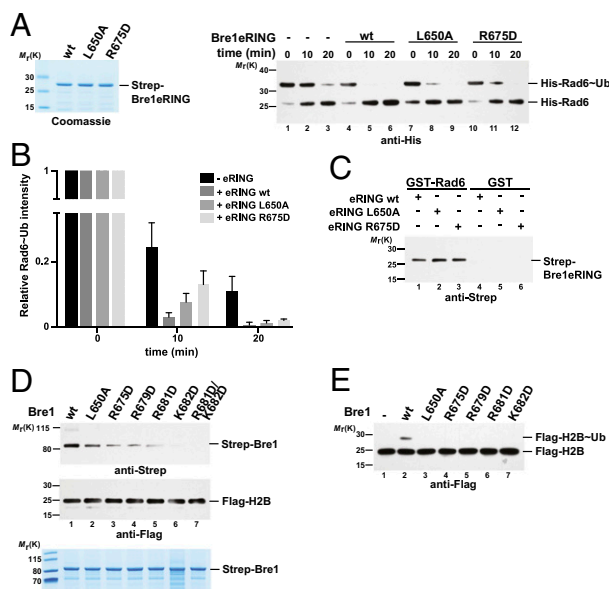 A
wt
L650A
R675D
Mr(K)
30
25
15
Strep-
Bre1eRING
Coomassie
Bre1eRING - wt L650A R675D
time (min) 0 10 20 0 10 20 0 10 20 0 10 20
Mr(K)
40
30
25
His-Rad6~Ub
His-Rad6
1 2 3 4 5 6 7 8 9 10 11 12
anti-His
B
Relative Rad6~Ub intensity
1
0.2
- eRING
+ eRING wt
+ eRING L650A
+ eRING R675D
0 10 20
time (min)
C
GST-Rad6 GST
eRING wt + - - + - -
eRING L650A - + - - + -
eRING R675D - - + - - +
Mr(K)
30
25
15
Strep-
Bre1eRING
1 2 3 4 5 6
anti-Strep
D
Bre1 wt L650A R675D R679D R681D K682D R681D/K682D
Mr(K)
115
80
Strep-Bre1
anti-Strep
40
30
25
15
Flag-H2B
1 2 3 4 5 6 7
anti-Flag
Mr(K)
115
80
70
Strep-Bre1
E
Bre1 - wt L650A R675D R679D R681D K682D
Mr(K)
30
25
15
Flag-H2B~Ub
Flag-H2B
1 2 3 4 5 6 7
anti-Flag